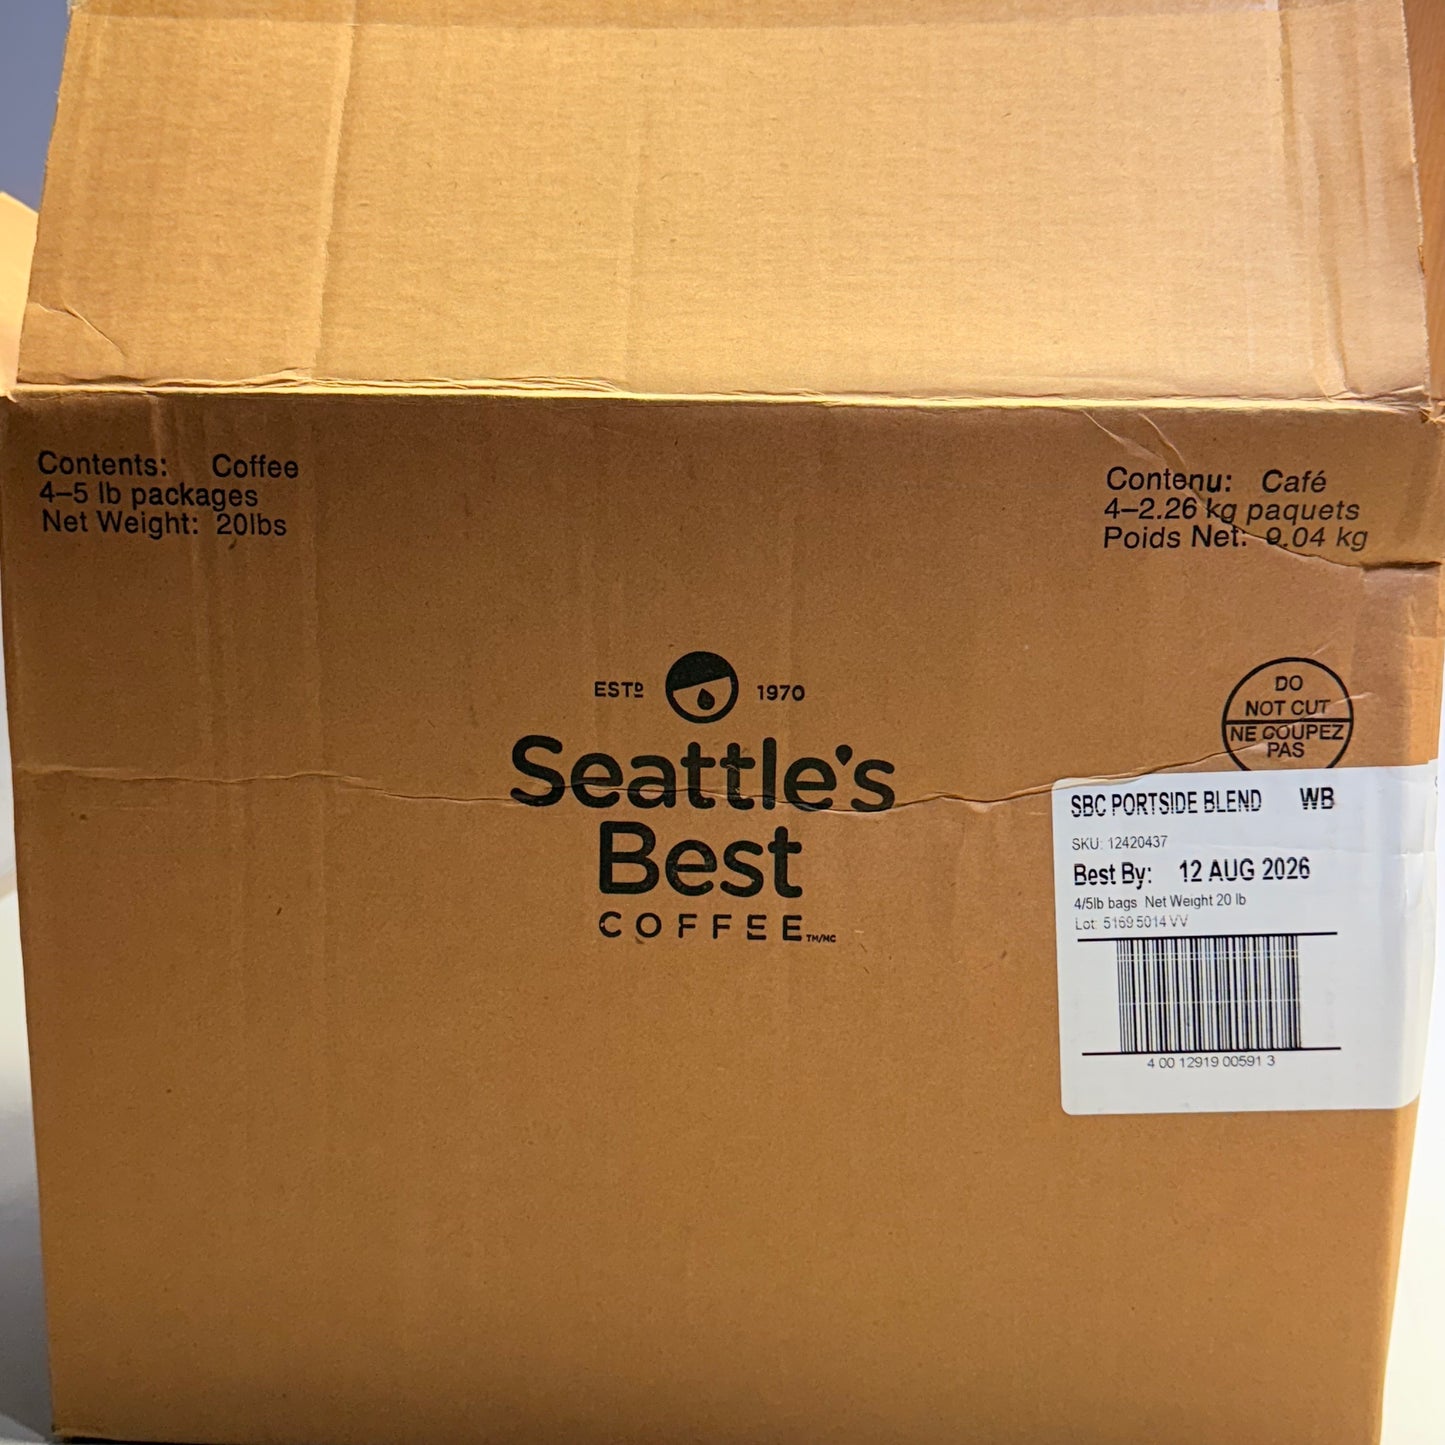 Contents: Coffee
4–5 lb packages
Net Weight: 20lbs
Contenu: Café
4–2.26 kg paquets
Poids Net: 9.04 kg
ESTD 1970
Seattle's
Best
COFFEE TM/MC
DO
NOT CUT
NE COUPEZ
PAS
SBC PORTSIDE BLEND WB
SKU: 12420437
Best By: 12 AUG 2026
4/5lb bags Net Weight 20 lb
Lot: 5169 5014 VV
4 00 12919 00591 3